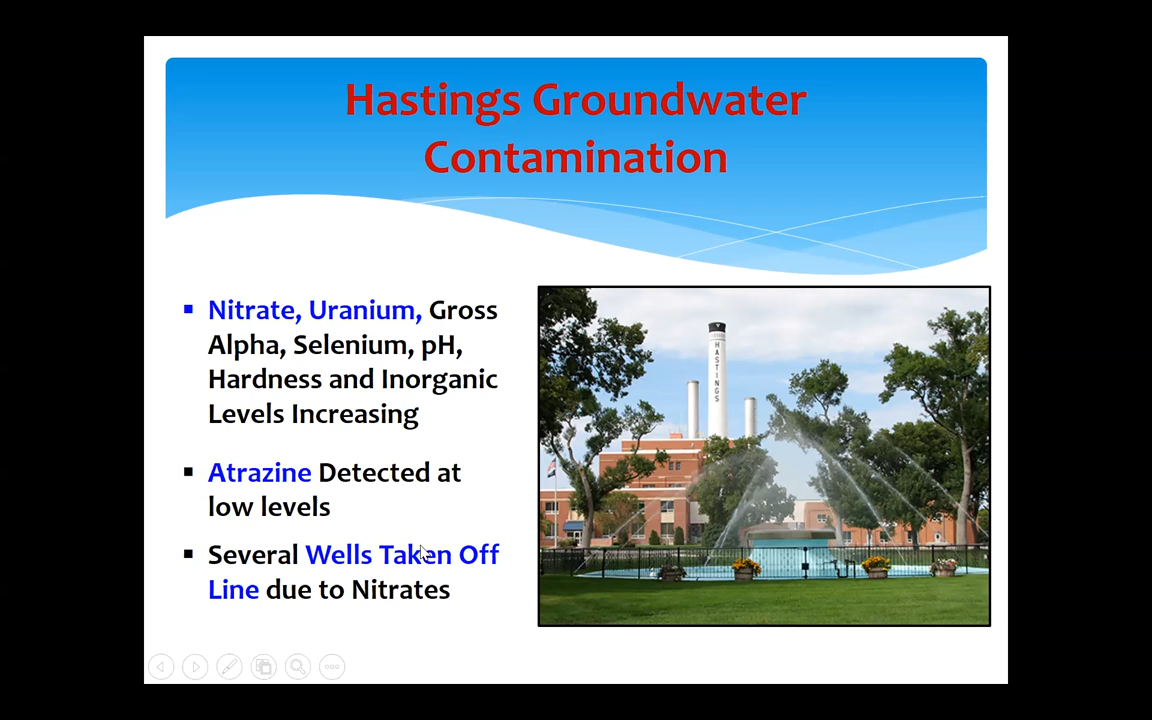 Hastings Groundwater
Contamination
Nitrate, Uranium, Gross
Alpha, Selenium, pH,
Hardness and Inorganic
Levels Increasing
Atrazine Detected at
low levels
Several Wells Taken Off
Line due to Nitrates
HASTINGS